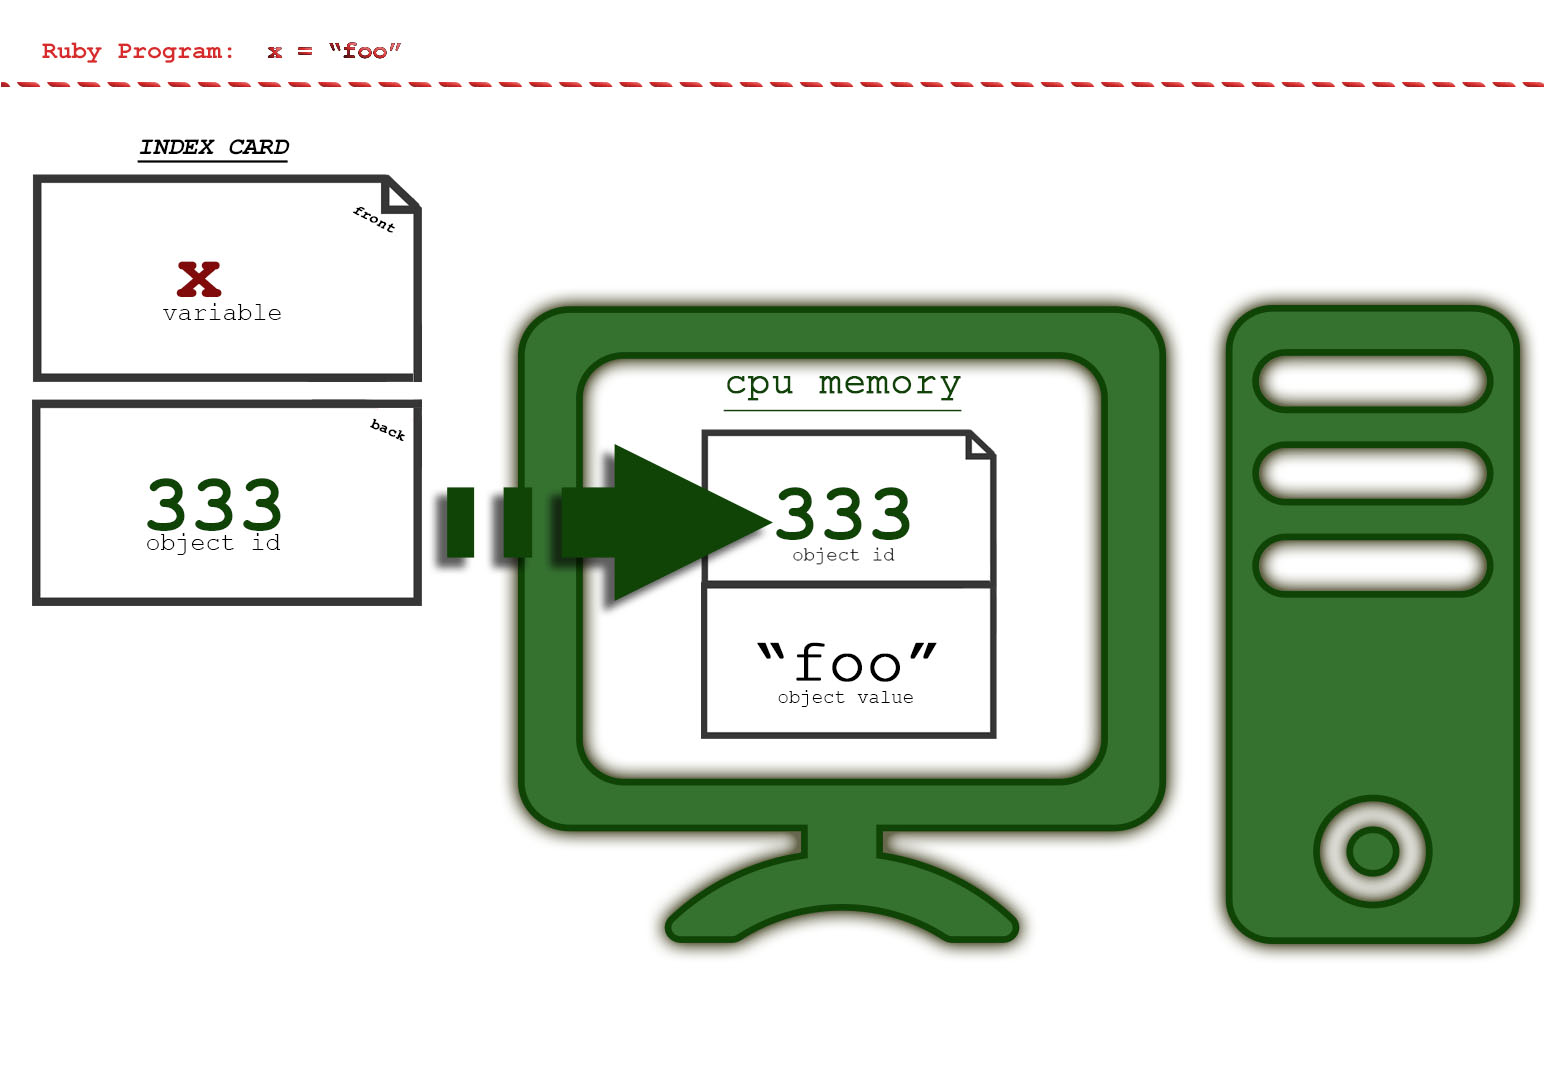 Ruby Program: x = “foo”
INDEX CARD
front
x
variable
back
333
object id
cpu memory
333
object id
“foo”
object value